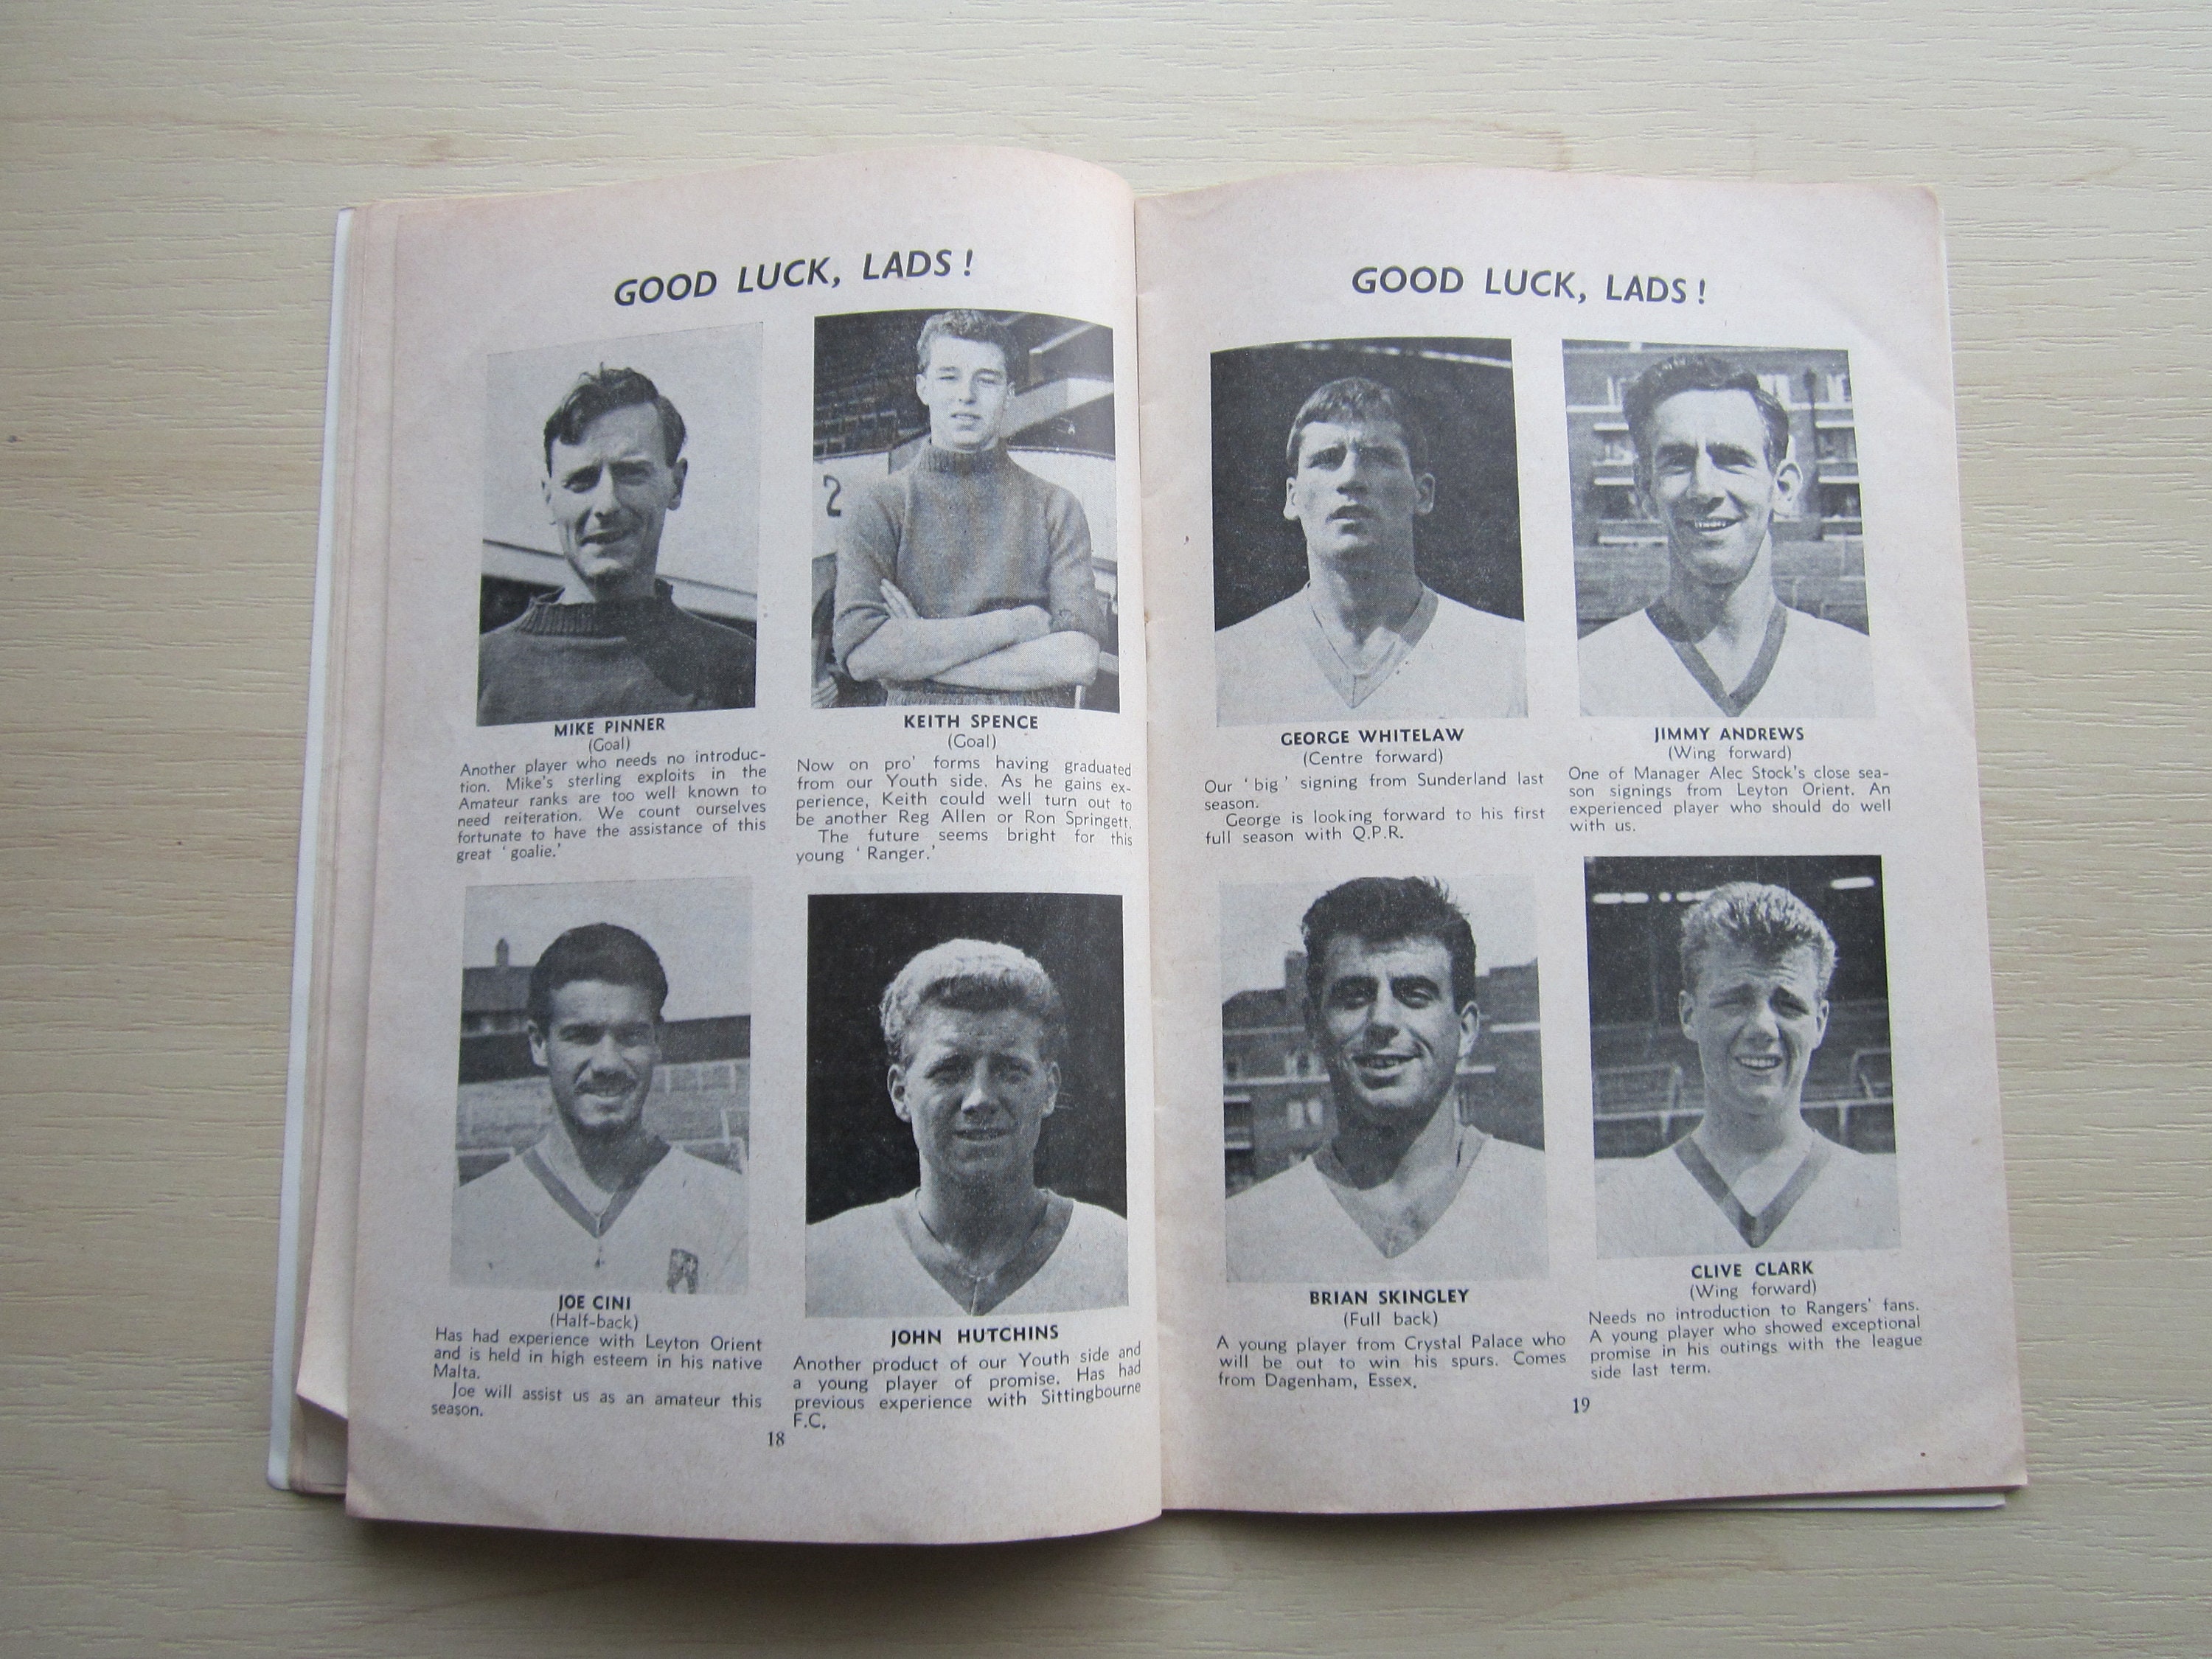 GOOD LUCK, LADS!
2
MIKE PINNER
(Goal)
Another player who needs no introduc-
tion. Mike's sterling exploits in the
Amateur ranks are too well known to
need reiteration. We count ourselves
fortunate to have the assistance of this
great 'goalie.'
KEITH SPENCE
(Goal)
Now on pro' forms having graduated
from our Youth side. As he gains ex-
perience, Keith could well turn out to
be another Reg Allen or Ron Springett.
The future seems bright for this
young 'Ranger.'
JOE CINI
(Half-back)
Has had experience with Leyton Orient
and is held in high esteem in his native
Malta.
Joe will assist us as an amateur this
season.
JOHN HUTCHINS
Another product of our Youth side and
a young player of promise. Has had
previous experience with Sittingbourne
F.C.
18
GOOD LUCK, LADS!
GEORGE WHITELAW
(Centre forward)
Our 'big' signing from Sunderland last
season.
George is looking forward to his first
full season with Q.P.R.
JIMMY ANDREWS
(Wing forward)
One of Manager Alec Stock's close sea-
son signings from Leyton Orient. An
experienced player who should do well
with us.
BRIAN SKINGLEY
(Full back)
A young player from Crystal Palace who
will be out to win his spurs. Comes
from Dagenham, Essex.
CLIVE CLARK
(Wing forward)
Needs no introduction to Rangers' fans.
A young player who showed exceptional
promise in his outings with the league
side last term.
19